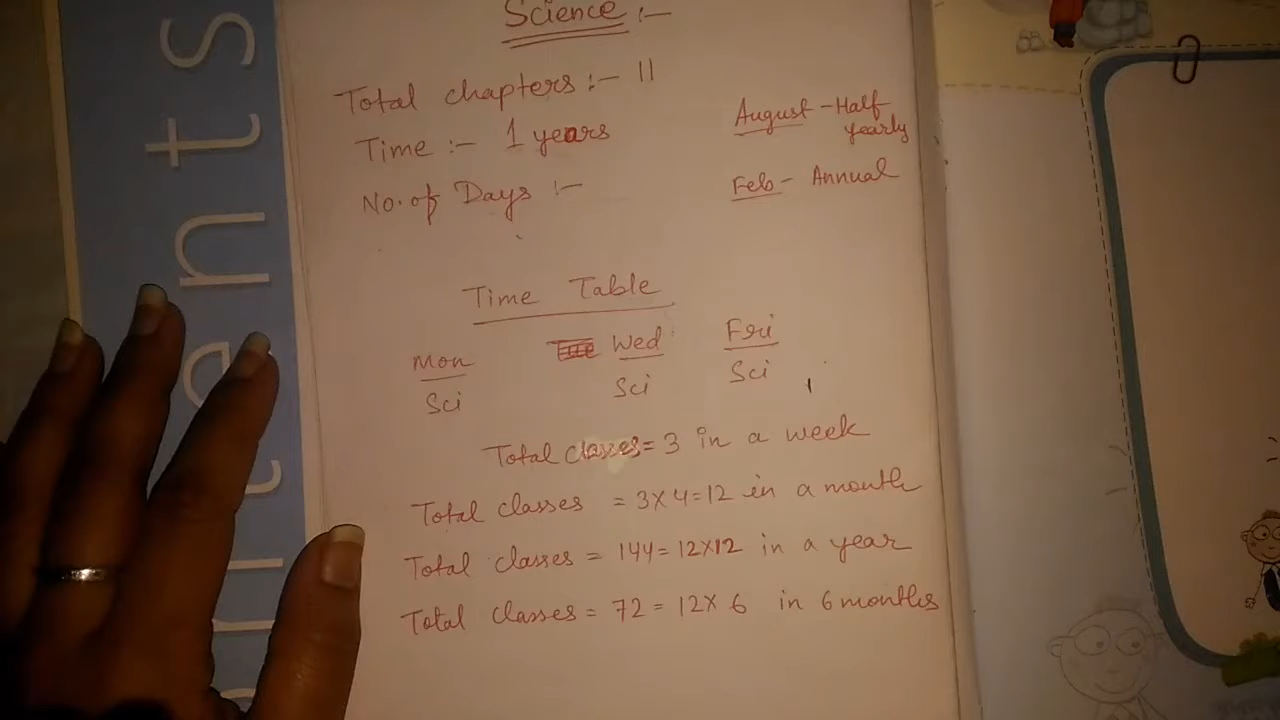 Science :-
Total chapters :- 11
Time :- 1 years
No. of Days :-
August - Half
yearly
Feb - Annual
Time Table
Mon Wed Fri
Sci Sci Sci
Total classes = 3 in a week
Total classes = 3×4=12 in a month
Total classes = 144=12×12 in a year
Total classes = 72 = 12×6 in 6 months